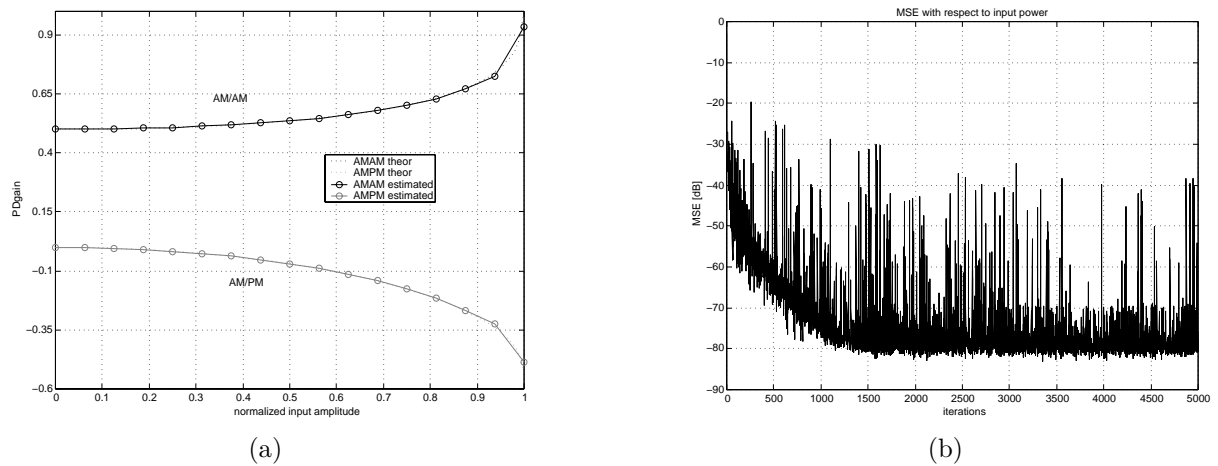 0.9
0.65
0.4
0.15
−0.1
−0.35
−0.6
PDgain
AM/AM
AM/PM
AMAM theor
AMPM theor
AMAM estimated
AMPM estimated
0 0.1 0.2 0.3 0.4 0.5 0.6 0.7 0.8 0.9 1
normalized input amplitude
(a)
MSE with respect to input power
0
−10
−20
−30
−40
−50
−60
−70
−80
−90
MSE [dB]
0 500 1000 1500 2000 2500 3000 3500 4000 4500 5000
iterations
(b)